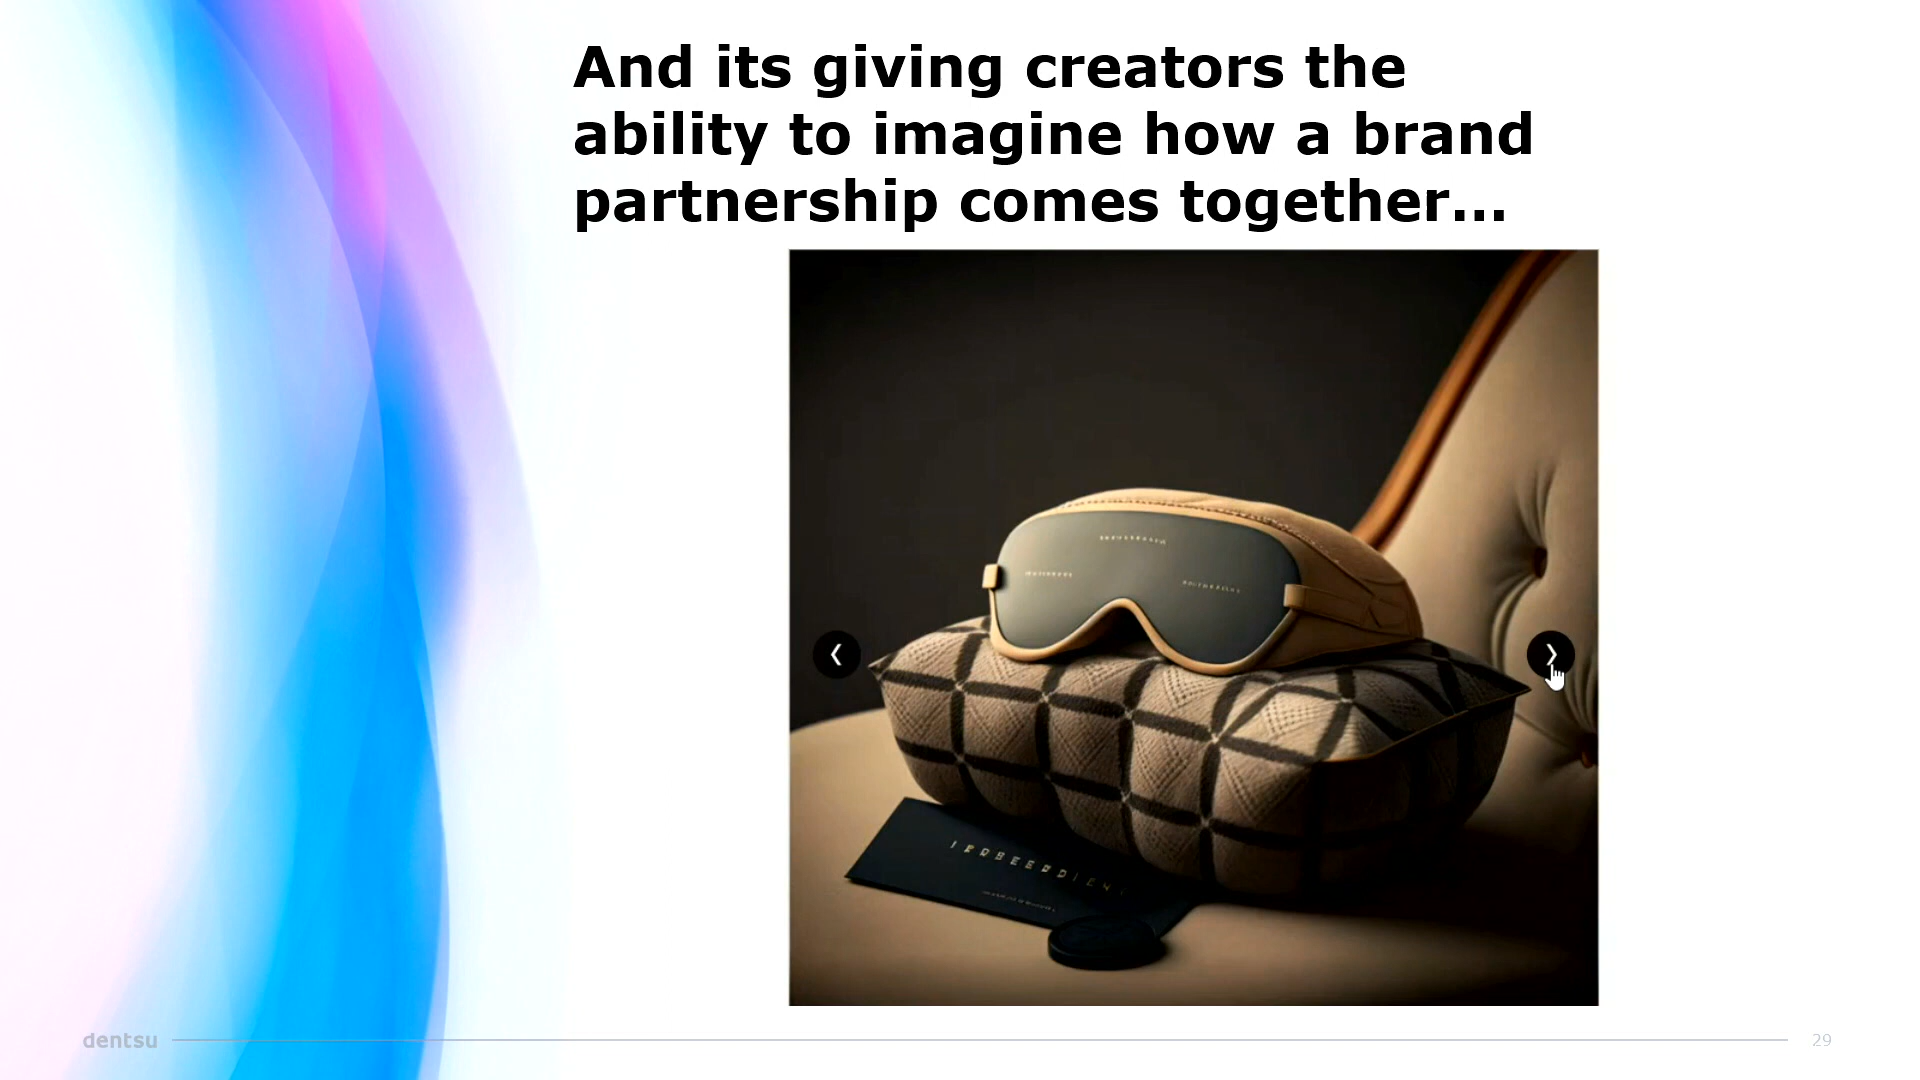 And its giving creators the
ability to imagine how a brand
partnership comes together...
dentsu
29